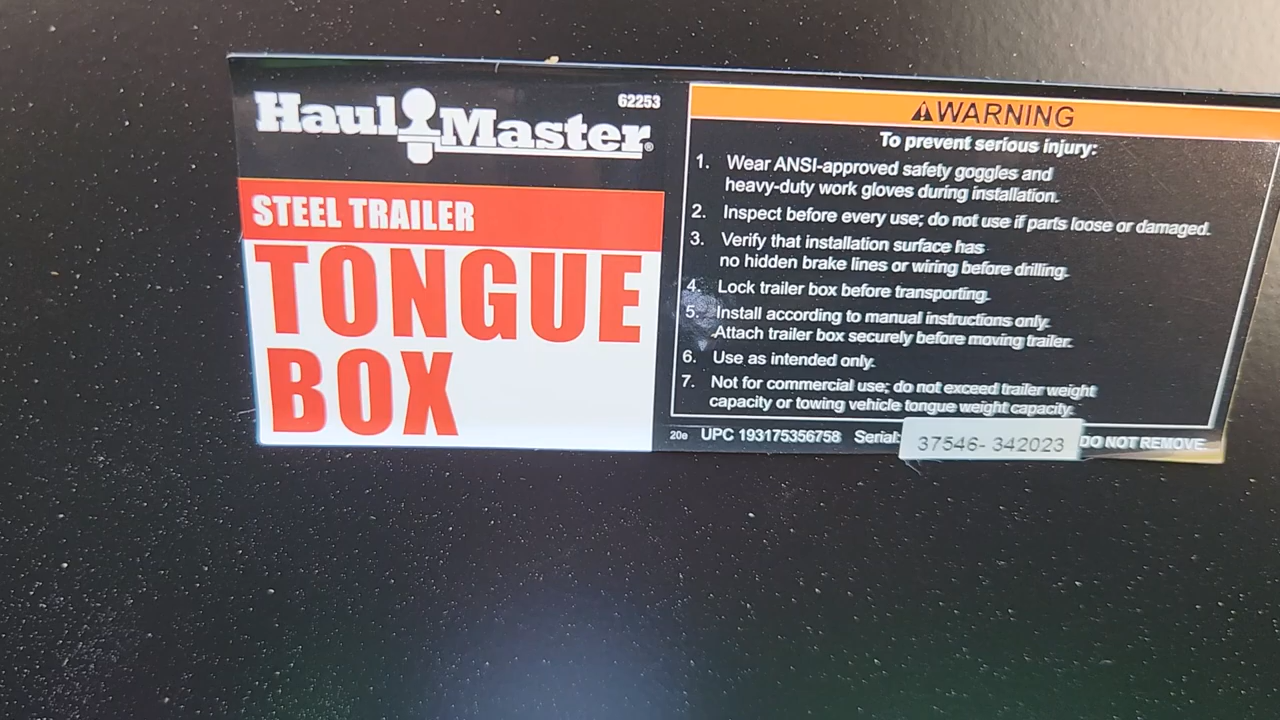 Haul Master®
62253
STEEL TRAILER
TONGUE
BOX
⚠WARNING
To prevent serious injury:
1. Wear ANSI-approved safety goggles and
heavy-duty work gloves during installation.
2. Inspect before every use; do not use if parts loose or damaged.
3. Verify that installation surface has
no hidden brake lines or wiring before drilling.
4. Lock trailer box before transporting.
5. Install according to manual instructions only.
Attach trailer box securely before moving trailer.
6. Use as intended only.
7. Not for commercial use; do not exceed trailer weight
capacity or towing vehicle tongue weight capacity.
20e UPC 193175356758 Serial: 37546- 342023 DO NOT REMOVE